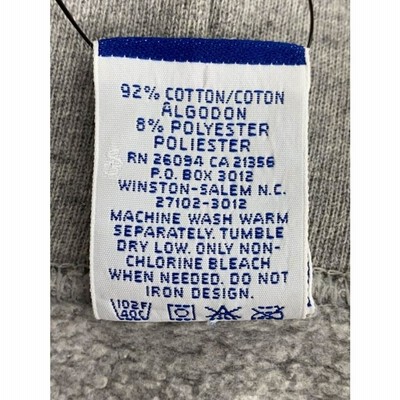 92% COTTON/COTON
ALGODON
8% POLYESTER
POLIESTER
RN 26094 CA 21356
P.O. BOX 3012
WINSTON-SALEM N.C.
27102-3012
MACHINE WASH WARM
SEPARATELY. TUMBLE
DRY LOW. ONLY NON-
CHLORINE BLEACH
WHEN NEEDED. DO NOT
IRON DESIGN.
102F
40C